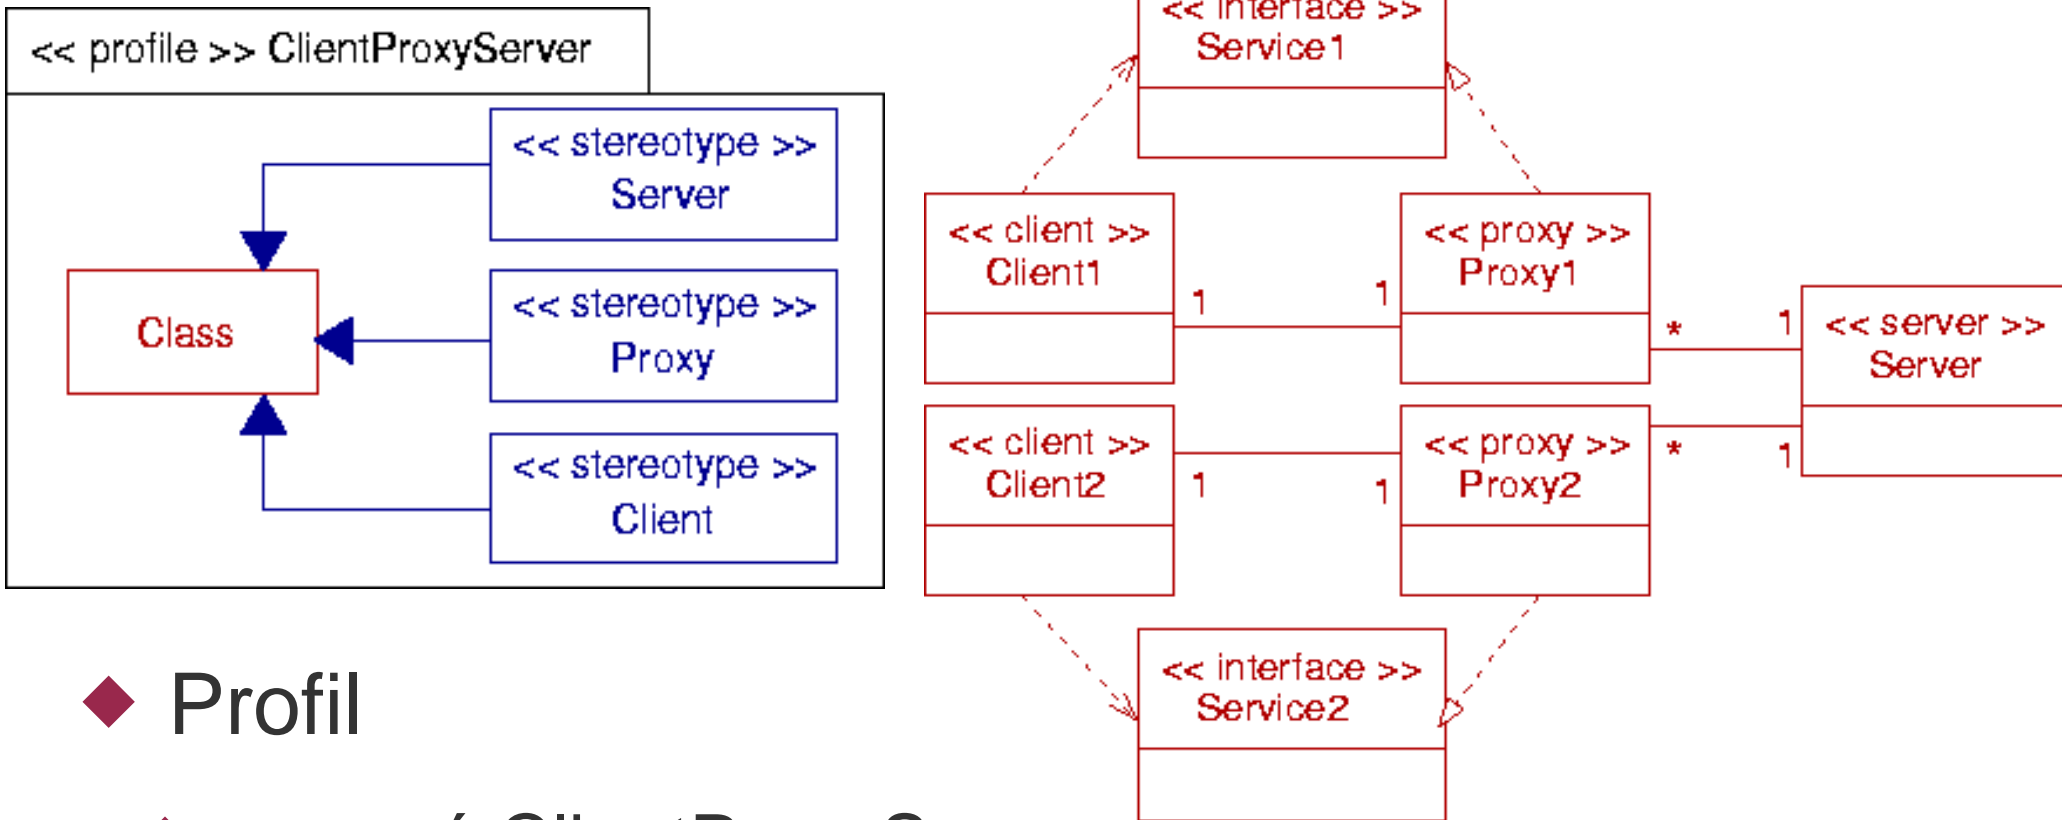 << profile >> ClientProxyServer
<< stereotype >>
Server
Class
<< stereotype >>
Proxy
<< stereotype >>
Client
<< interface >>
Service1
<< client >>
Client1
<< proxy >>
Proxy1
1
1
*
1
<< server >>
Server
<< client >>
Client2
<< proxy >>
Proxy2
1
1
*
1
<< interface >>
Service2
Profil